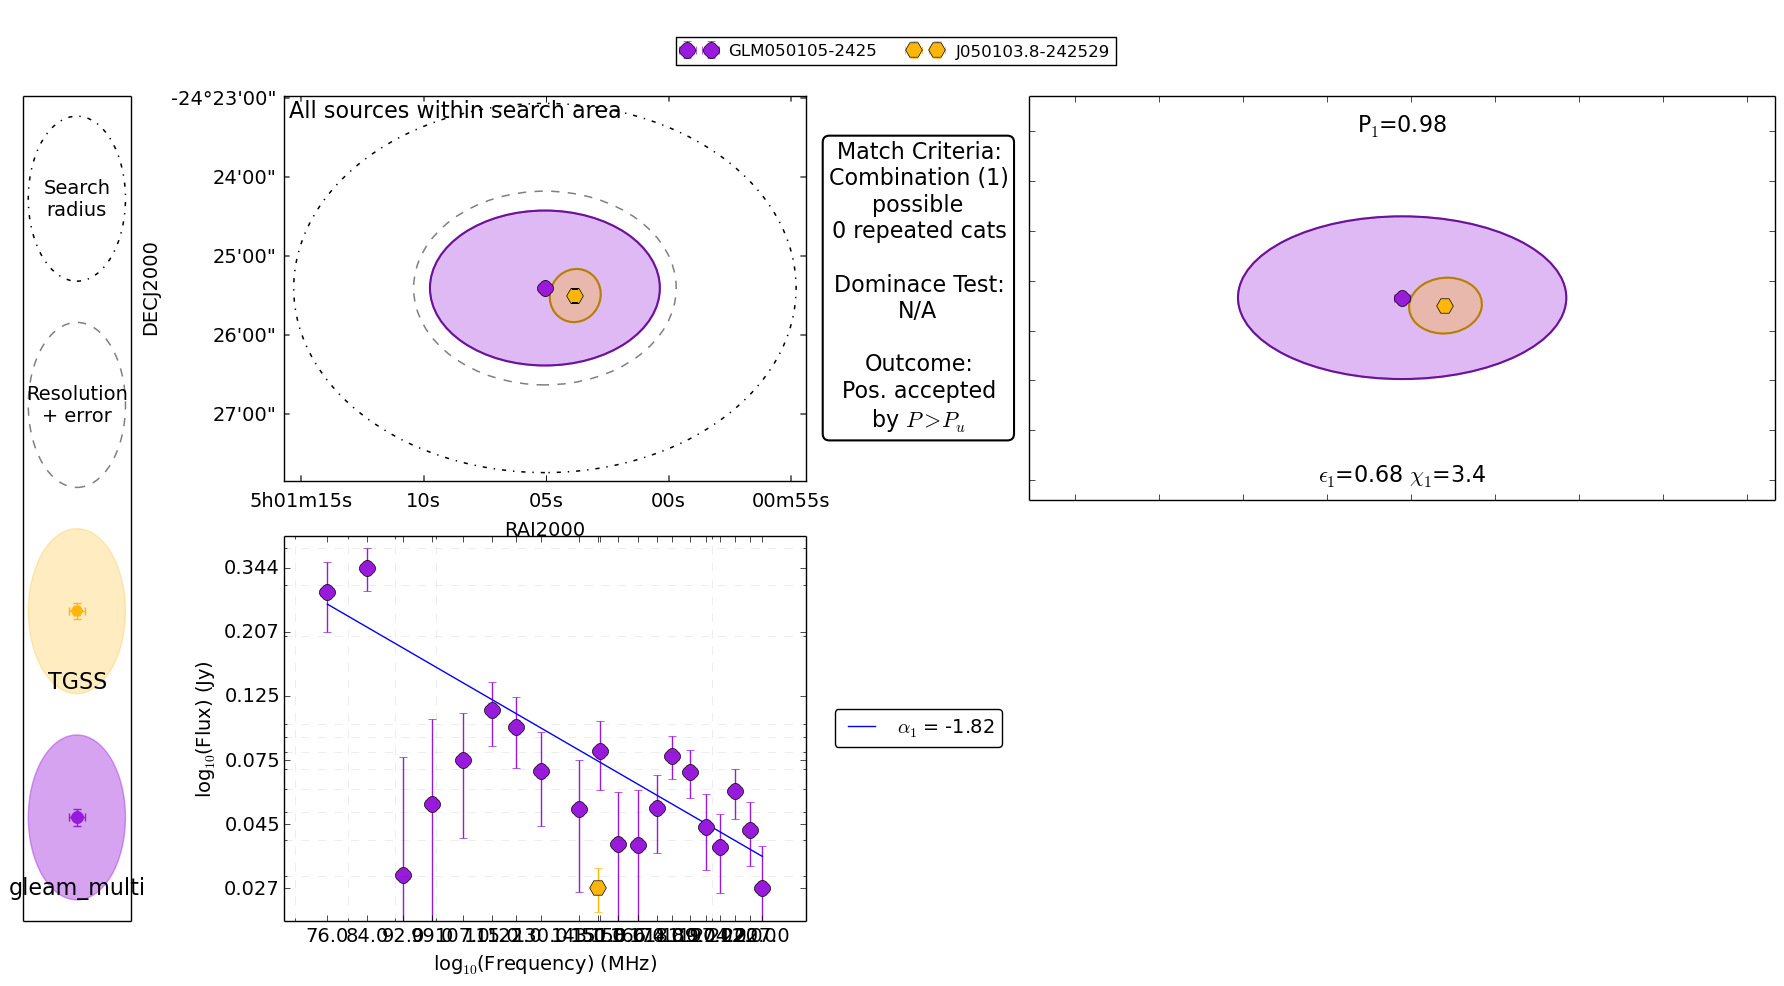 GLM050105-2425 J050103.8-242529
Search
radius
Resolution
+ error
TGSS
gleam_multi
All sources within search area
-24°23'00"
24'00"
25'00"
26'00"
27'00"
DECJ2000
5h01m15s 10s 05s 00s 00m55s
RAJ2000
Match Criteria:
Combination (1)
possible
0 repeated cats
Dominace Test:
N/A
Outcome:
Pos. accepted
by P>Pu
P1=0.98
ϵ1=0.68 χ1=3.4
0.344
0.207
0.125
0.075
0.045
0.027
log10(Flux) (Jy)
76.0 84.0 92.0 99.0
log10(Frequency) (MHz)
α1 = -1.82